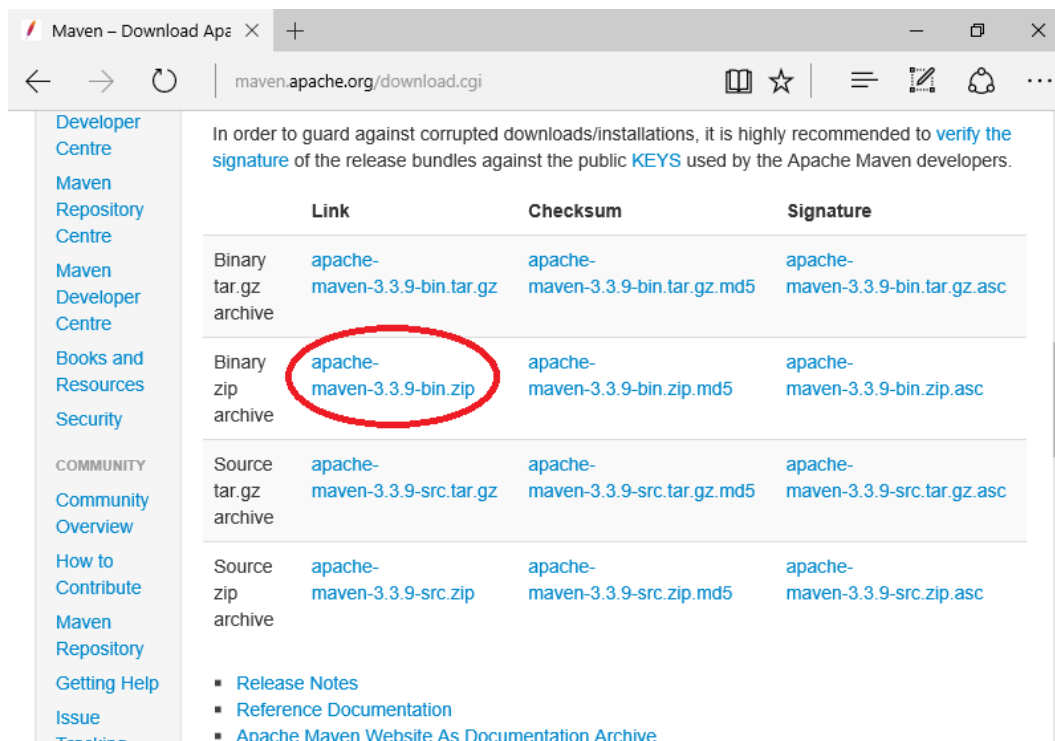 Maven – Download Apa
maven.apache.org/download.cgi
Developer
Centre
Maven
Repository
Centre
Maven
Developer
Centre
Books and
Resources
Security
COMMUNITY
Community
Overview
How to
Contribute
Maven
Repository
Getting Help
Issue
Tracking
In order to guard against corrupted downloads/installations, it is highly recommended to verify the
signature of the release bundles against the public KEYS used by the Apache Maven developers.
Link Checksum Signature
Binary apache- apache- apache-
tar.gz maven-3.3.9-bin.tar.gz maven-3.3.9-bin.tar.gz.md5 maven-3.3.9-bin.tar.gz.asc
archive
Binary apache- apache- apache-
zip maven-3.3.9-bin.zip maven-3.3.9-bin.zip.md5 maven-3.3.9-bin.zip.asc
archive
Source apache- apache- apache-
tar.gz maven-3.3.9-src.tar.gz maven-3.3.9-src.tar.gz.md5 maven-3.3.9-src.tar.gz.asc
archive
Source apache- apache- apache-
zip maven-3.3.9-src.zip maven-3.3.9-src.zip.md5 maven-3.3.9-src.zip.asc
archive
Release Notes
Reference Documentation
Apache Maven Website As Documentation Archive